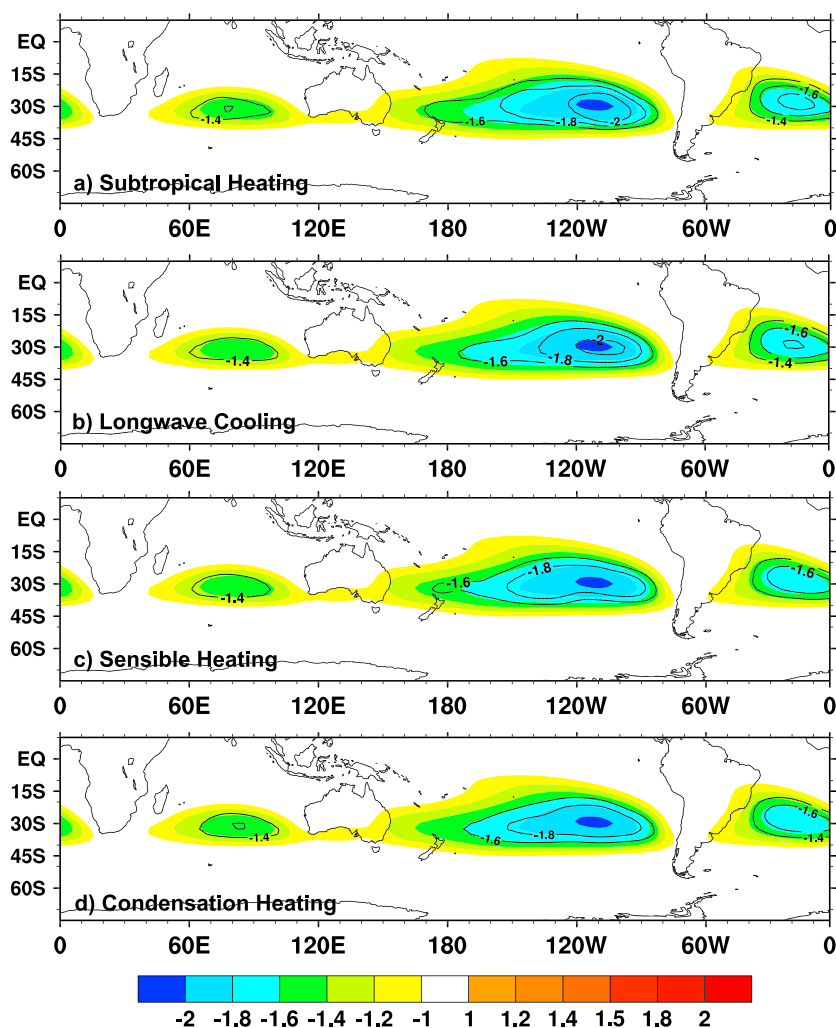 EQ
15S
30S
45S
60S
-1.4
-1.6
-1.8
-2
-1.6
-1.4
a) Subtropical Heating
0 60E 120E 180 120W 60W 0
EQ
15S
30S
45S
60S
-1.4
-1.6
-1.8
-2
-1.6
-1.4
b) Longwave Cooling
0 60E 120E 180 120W 60W 0
EQ
15S
30S
45S
60S
-1.4
-1.6
-1.8
-1.6
c) Sensible Heating
0 60E 120E 180 120W 60W 0
EQ
15S
30S
45S
60S
-1.4
-1.6
-1.8
-1.6
-1.4
d) Condensation Heating
0 60E 120E 180 120W 60W 0
-2 -1.8 -1.6 -1.4 -1.2 -1 1 1.2 1.4 1.5 1.8 2